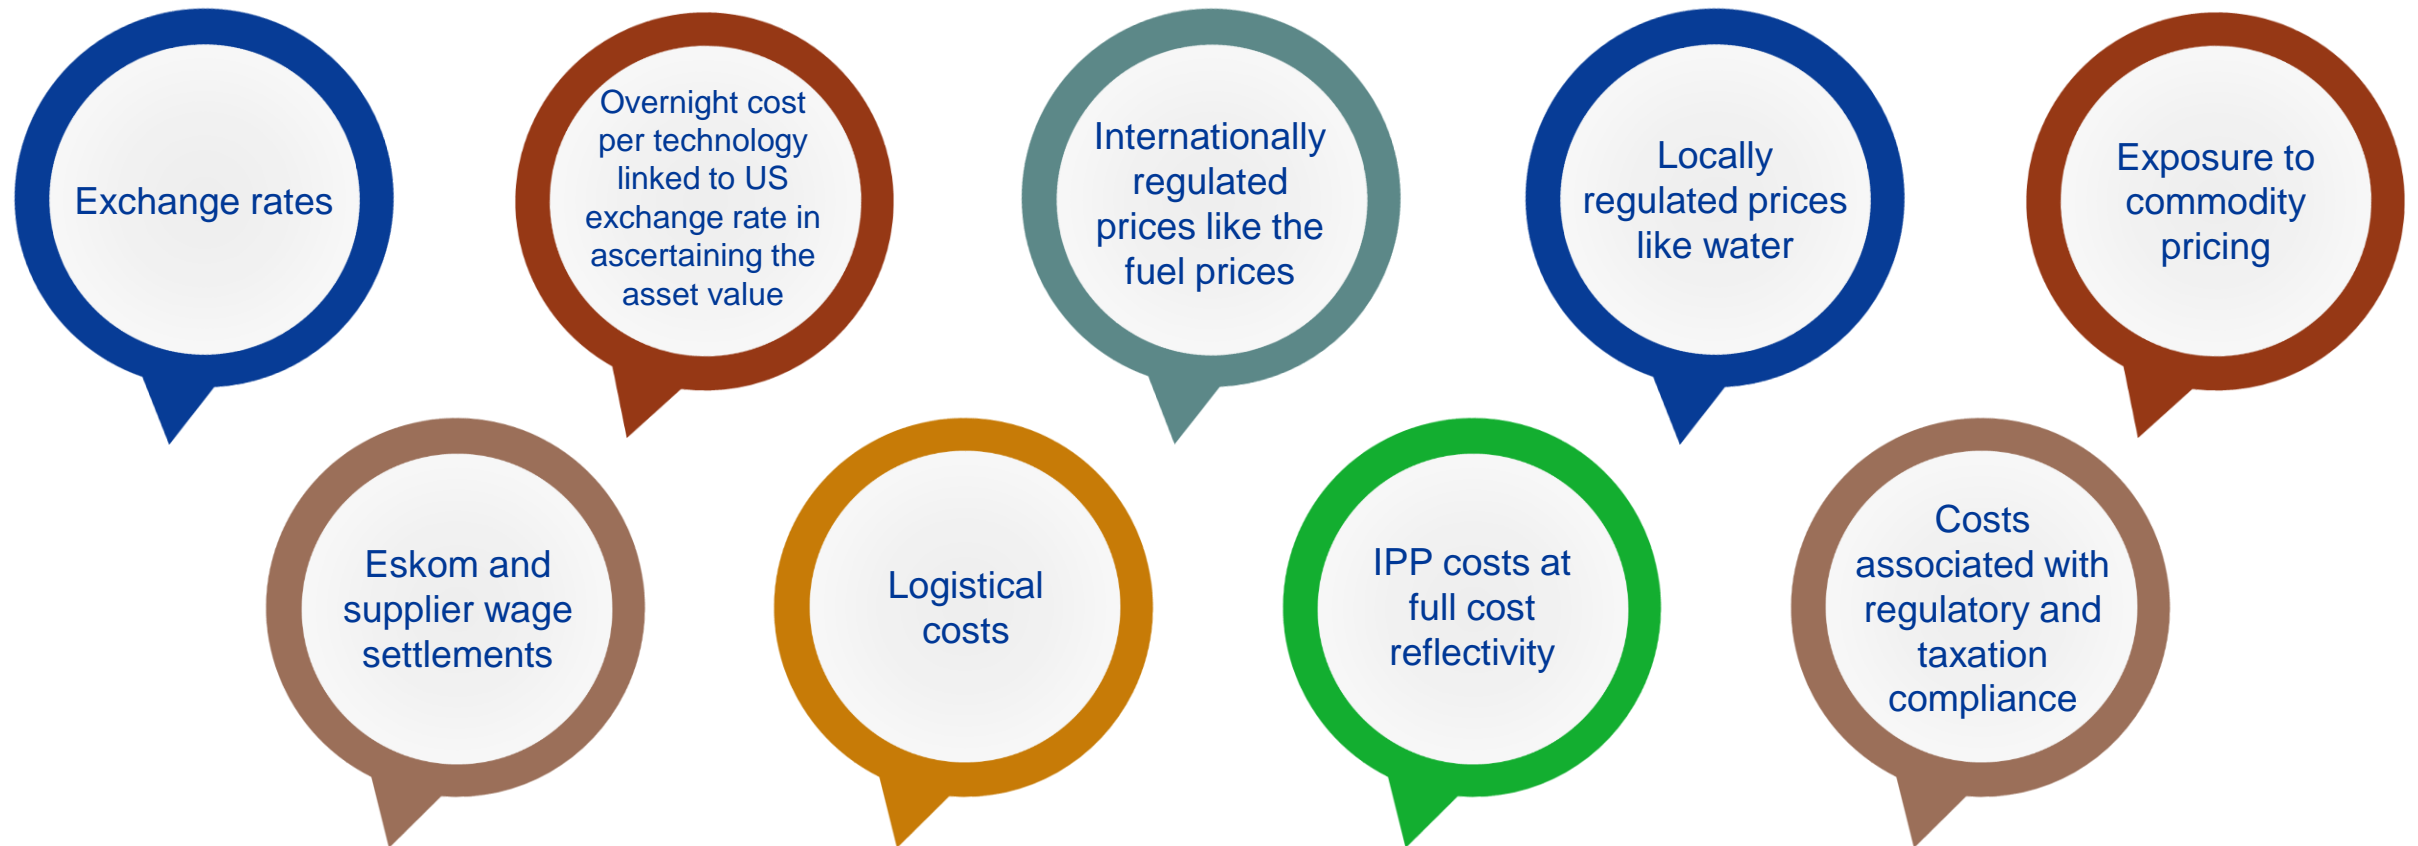 Exchange rates
Overnight cost
per technology
linked to US
exchange rate in
ascertaining the
asset value
Internationally
regulated
prices like the
fuel prices
Locally
regulated prices
like water
Exposure to
commodity
pricing
Eskom and
supplier wage
settlements
Logistical
costs
IPP costs at
full cost
reflectivity
Costs
associated with
regulatory and
taxation
compliance